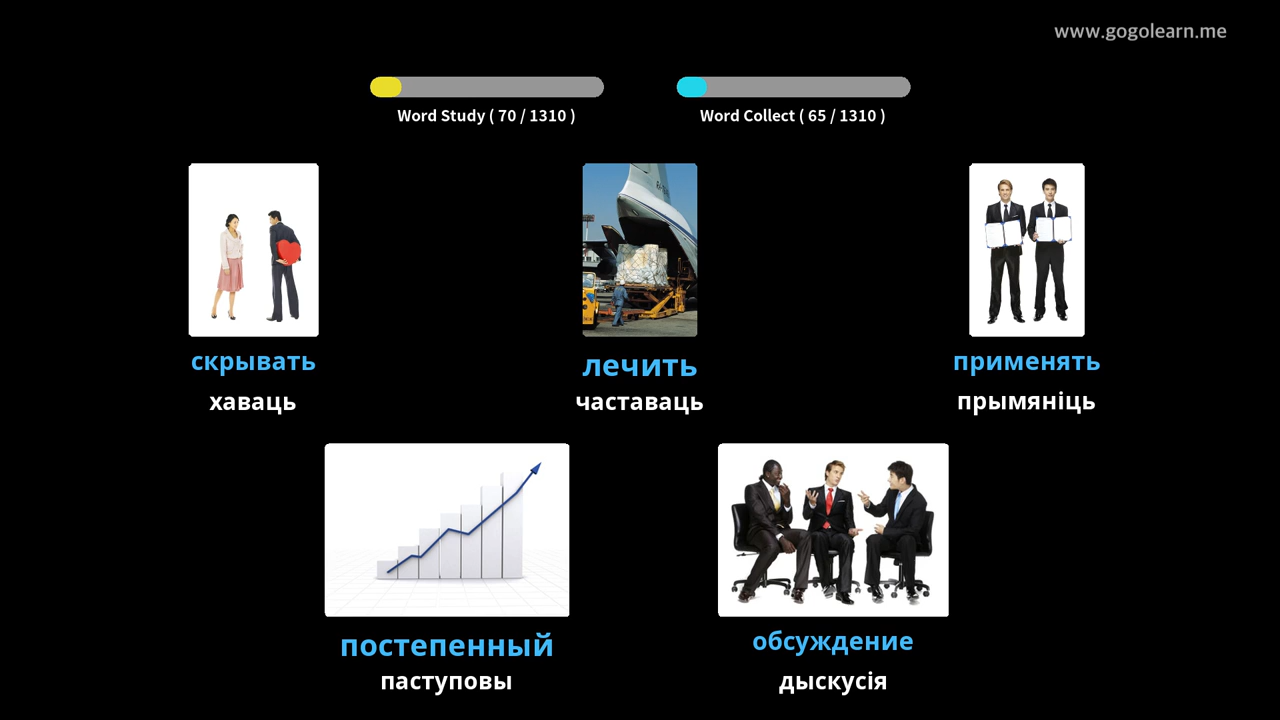 www.gogolearn.me
Word Study ( 70 / 1310 )
Word Collect ( 65 / 1310 )
скрывать
хаваць
лечить
частаваць
применять
прымяніць
постепенный
паступовы
обсуждение
дыскусія